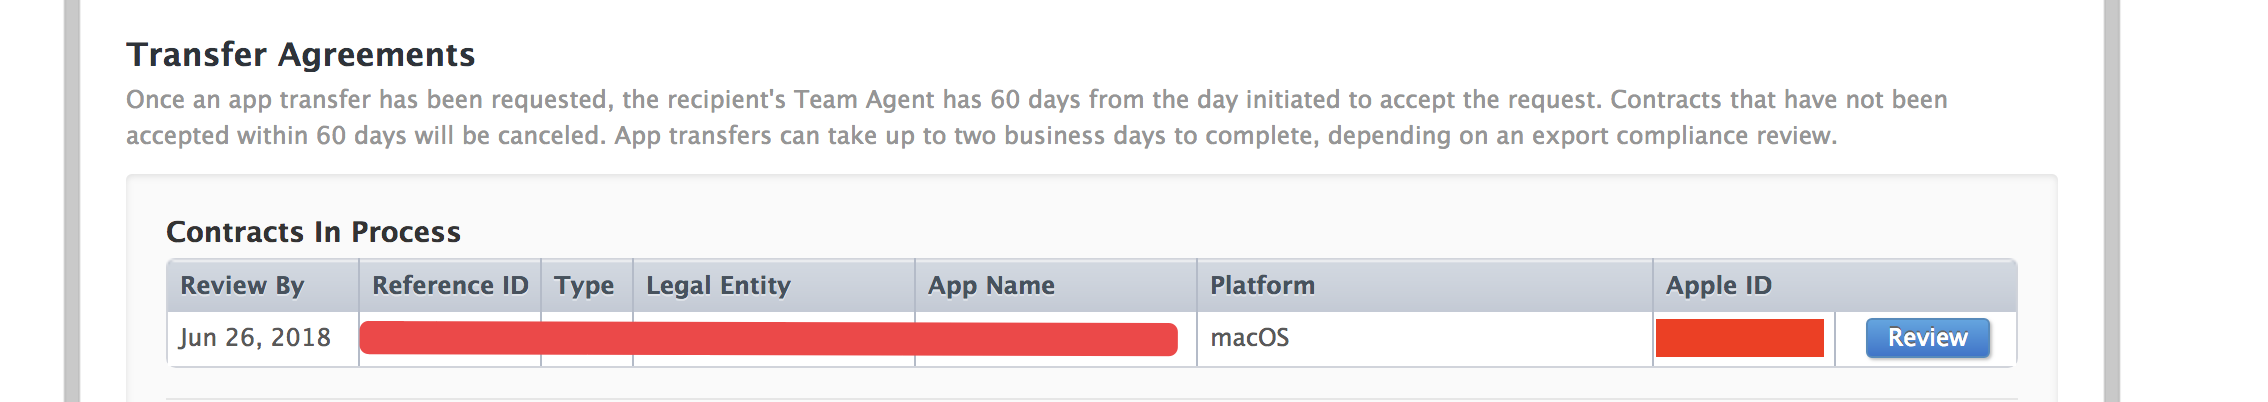 Transfer Agreements
Once an app transfer has been requested, the recipient's Team Agent has 60 days from the day initiated to accept the request. Contracts that have not been
accepted within 60 days will be canceled. App transfers can take up to two business days to complete, depending on an export compliance review.
Contracts In Process
Review By Reference ID Type Legal Entity App Name Platform Apple ID
Jun 26, 2018 macOS Review